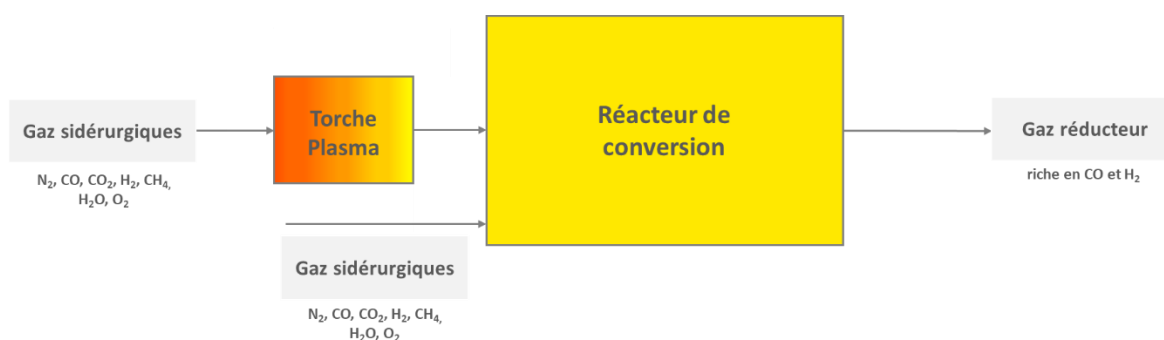 Gaz sidérurgiques
N₂, CO, CO₂, H₂, CH₄,
H₂O, O₂
Torche
Plasma
Réacteur de
conversion
Gaz réducteur
riche en CO et H₂
Gaz sidérurgiques
N₂, CO, CO₂, H₂, CH₄,
H₂O, O₂